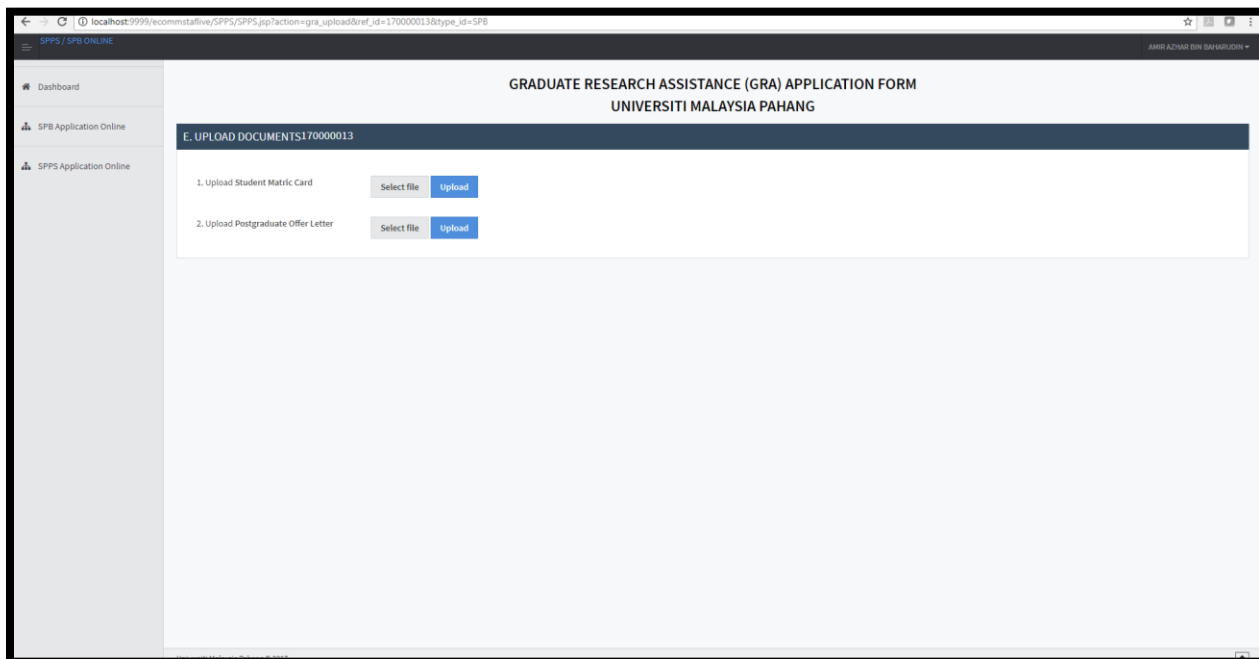 localhost:9999/ecommstaflive/SPPS/SPPS.jsp?action=gra_upload&ref_id=170000013&type_id=SPB
SPPS / SPB ONLINE
AMIR AZHAR BIN BAHARUDIN
Dashboard
SPB Application Online
SPPS Application Online
GRADUATE RESEARCH ASSISTANCE (GRA) APPLICATION FORM
UNIVERSITI MALAYSIA PAHANG
E. UPLOAD DOCUMENTS170000013
1. Upload Student Matric Card Select file Upload
2. Upload Postgraduate Offer Letter Select file Upload